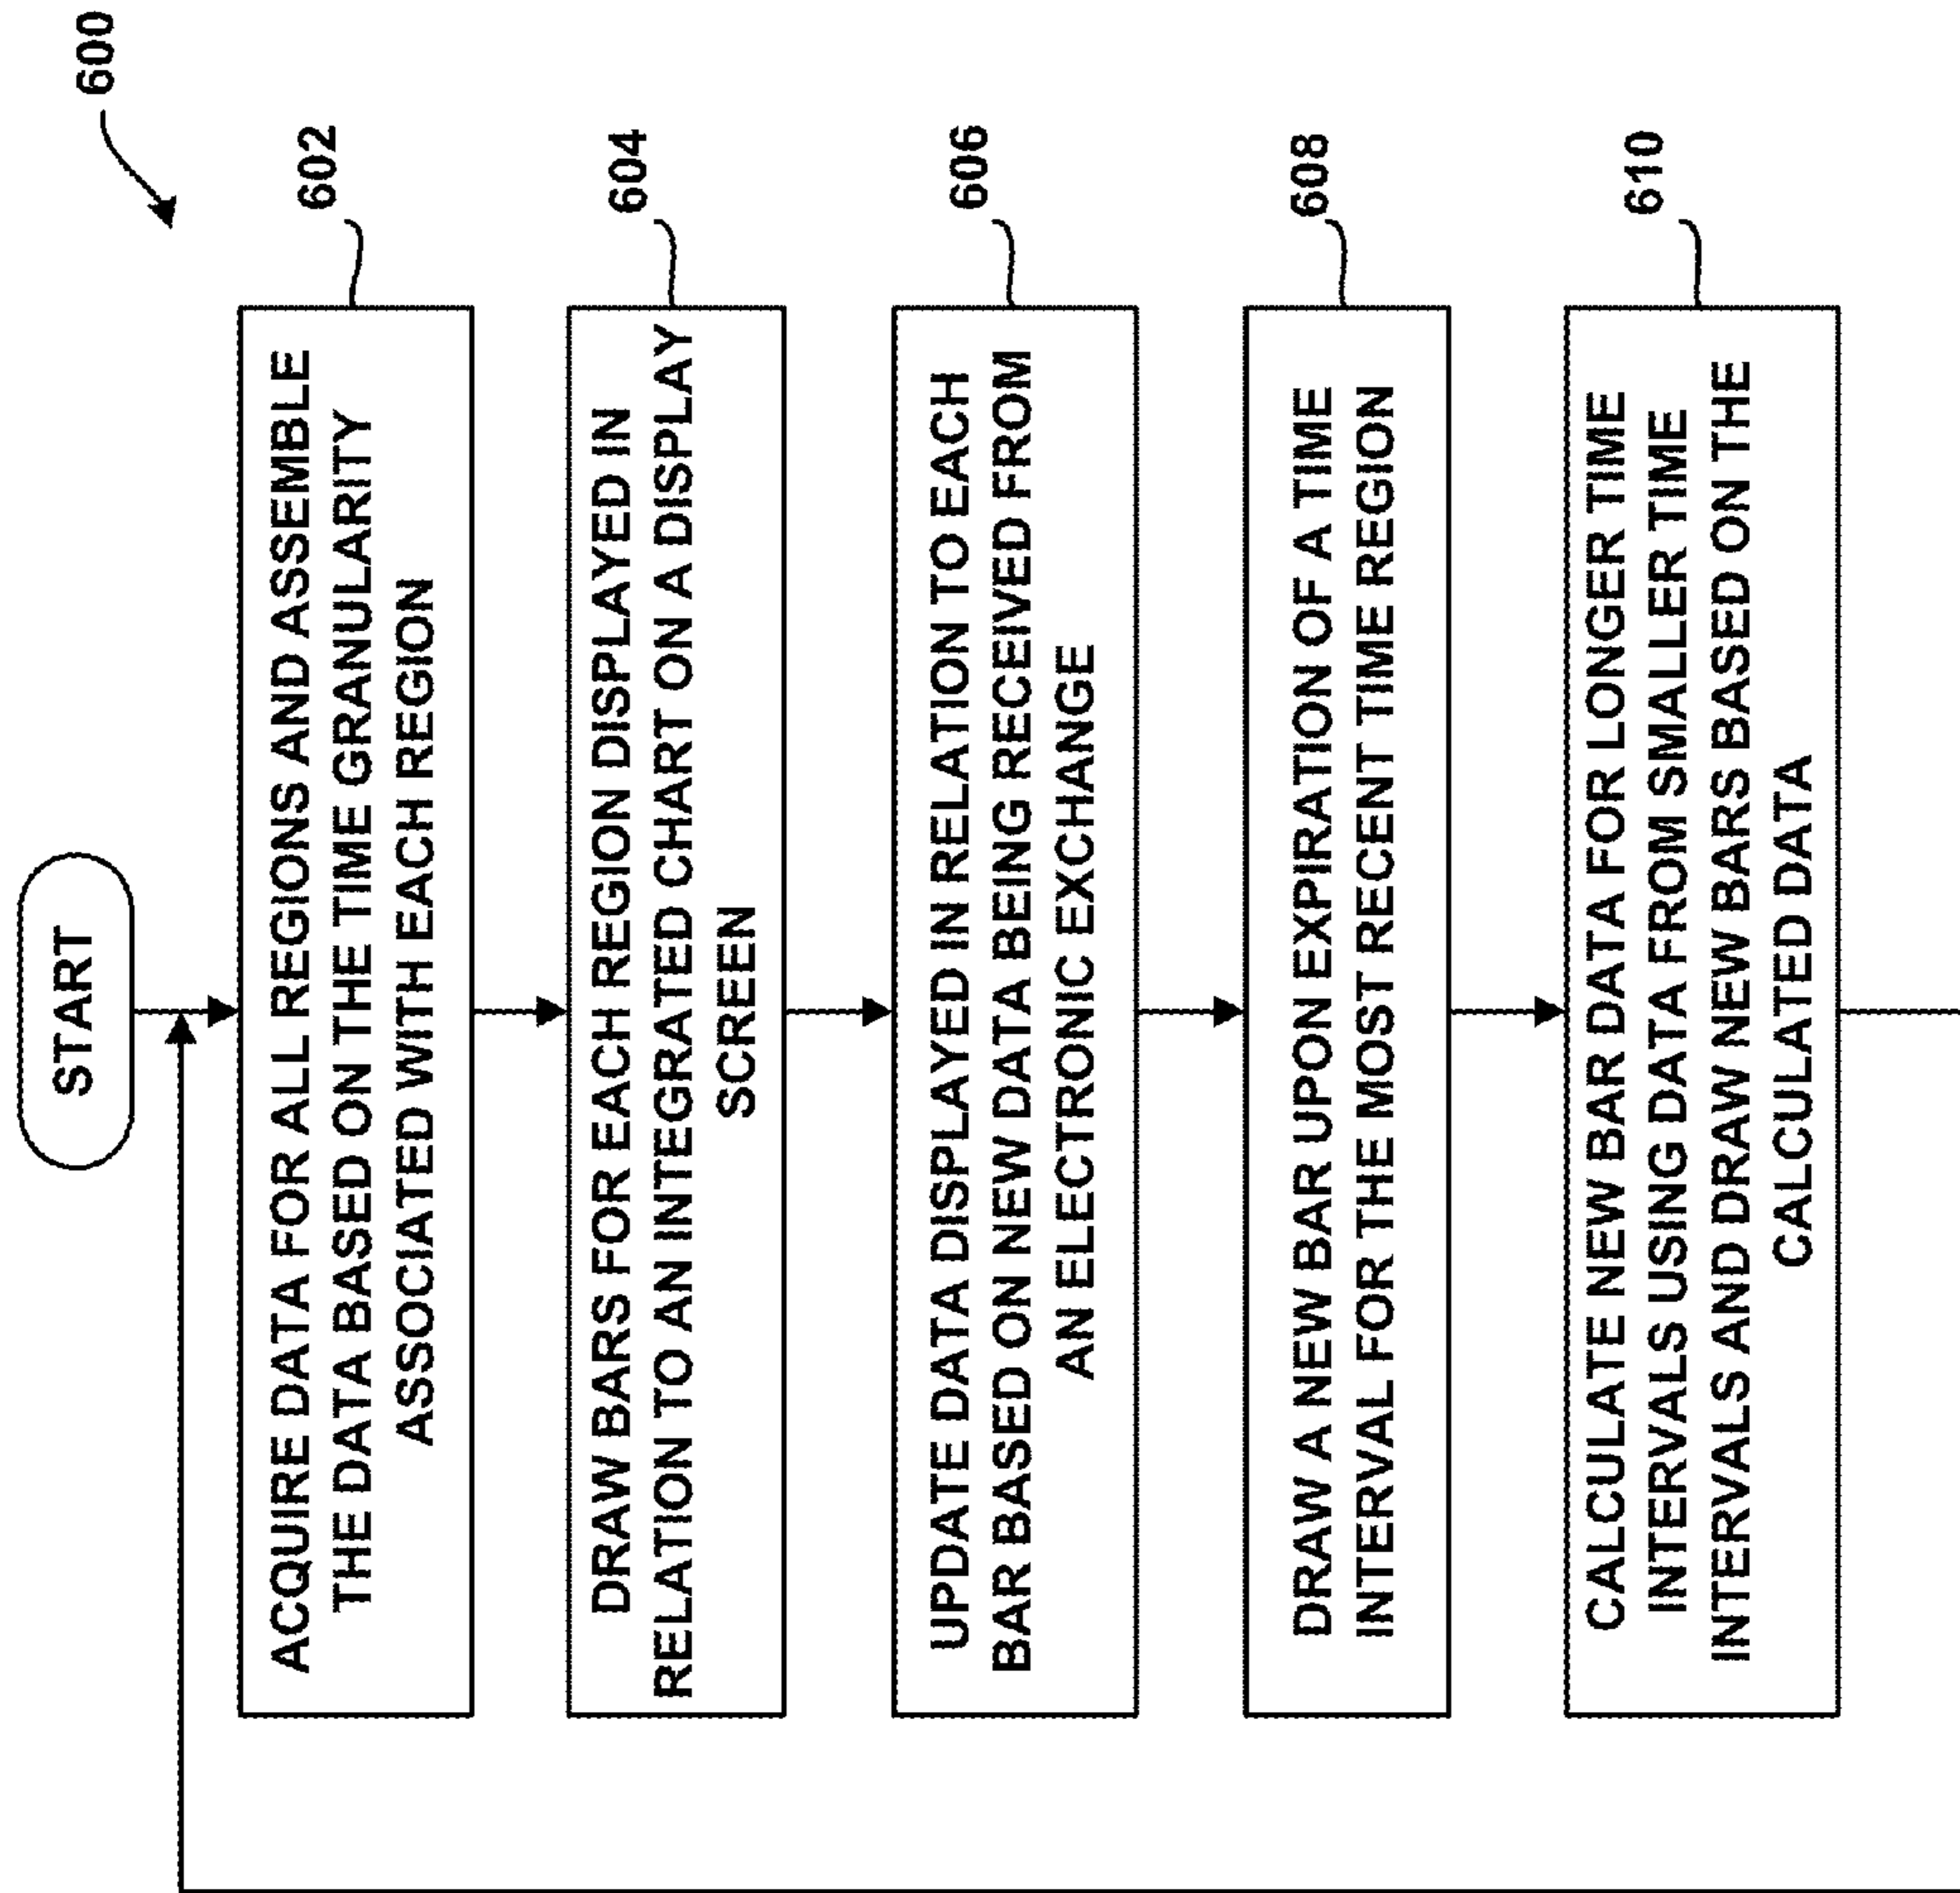 600
START
ACQUIRE DATA FOR ALL REGIONS AND ASSEMBLE
THE DATA BASED ON THE TIME GRANULARITY
ASSOCIATED WITH EACH REGION
602
DRAW BARS FOR EACH REGION DISPLAYED IN
RELATION TO AN INTEGRATED CHART ON A DISPLAY
SCREEN
604
UPDATE DATA DISPLAYED IN RELATION TO EACH
BAR BASED ON NEW DATA BEING RECEIVED FROM
AN ELECTRONIC EXCHANGE
606
DRAW A NEW BAR UPON EXPIRATION OF A TIME
INTERVAL FOR THE MOST RECENT TIME REGION
608
CALCULATE NEW BAR DATA FOR LONGER TIME
INTERVALS USING DATA FROM SMALLER TIME
INTERVALS AND DRAW NEW BARS BASED ON THE
CALCULATED DATA
610